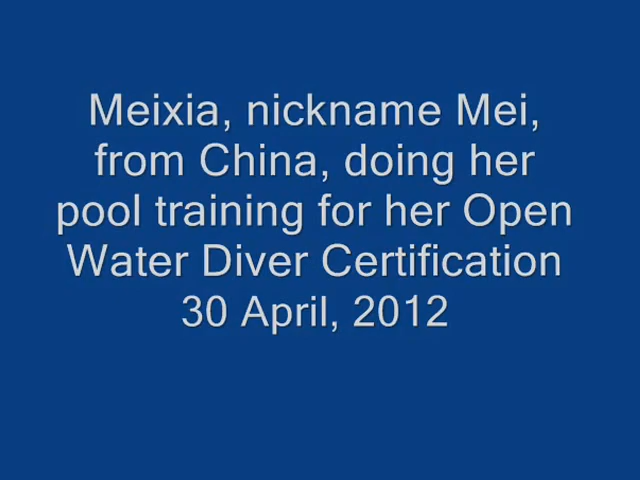 Meixia, nickname Mei,
from China, doing her
pool training for her Open
Water Diver Certification
30 April, 2012